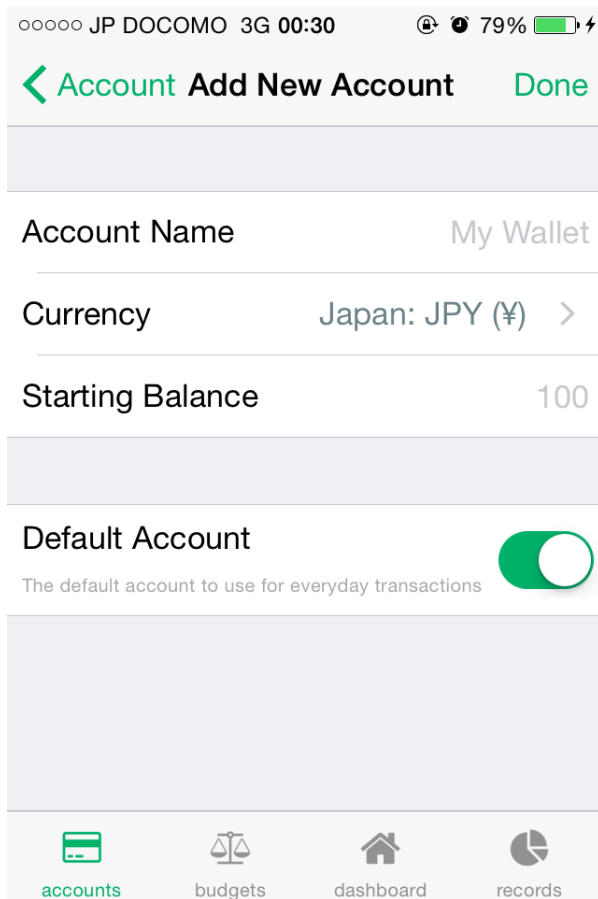 JP DOCOMO 3G 00:30 79%
Account Add New Account Done
Account Name My Wallet
Currency Japan: JPY (¥)
Starting Balance 100
Default Account
The default account to use for everyday transactions
accounts budgets dashboard records